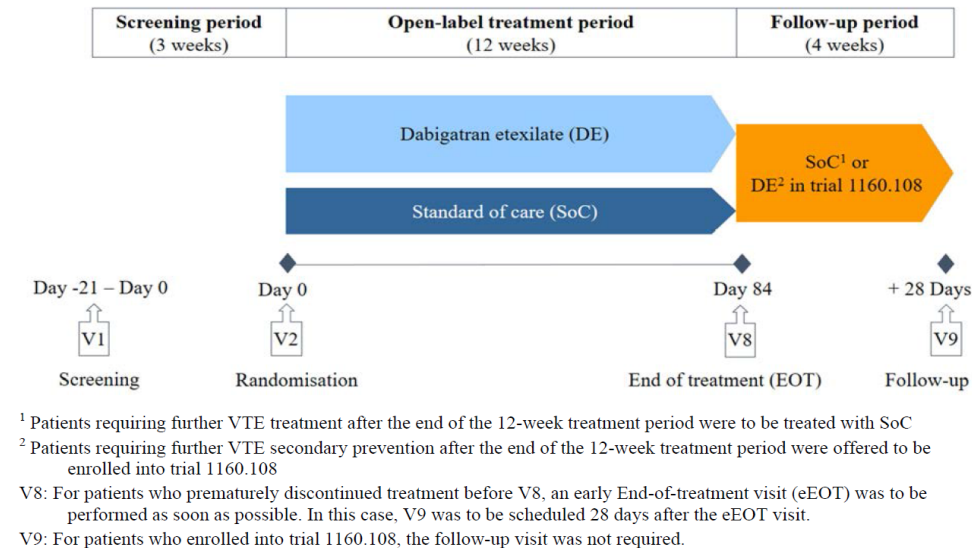 Screening period
(3 weeks)
Open-label treatment period
(12 weeks)
Follow-up period
(4 weeks)
Dabigatran etexilate (DE)
SoC¹ or
DE² in trial 1160.108
Standard of care (SoC)
Day -21 – Day 0
Day 0
Day 84
+ 28 Days
V1
V2
V8
V9
Screening
Randomisation
End of treatment (EOT)
Follow-up
¹ Patients requiring further VTE treatment after the end of the 12-week treatment period were to be treated with SoC
² Patients requiring further VTE secondary prevention after the end of the 12-week treatment period were offered to be
enrolled into trial 1160.108
V8: For patients who prematurely discontinued treatment before V8, an early End-of-treatment visit (eEOT) was to be
performed as soon as possible. In this case, V9 was to be scheduled 28 days after the eEOT visit.
V9: For patients who enrolled into trial 1160.108, the follow-up visit was not required.